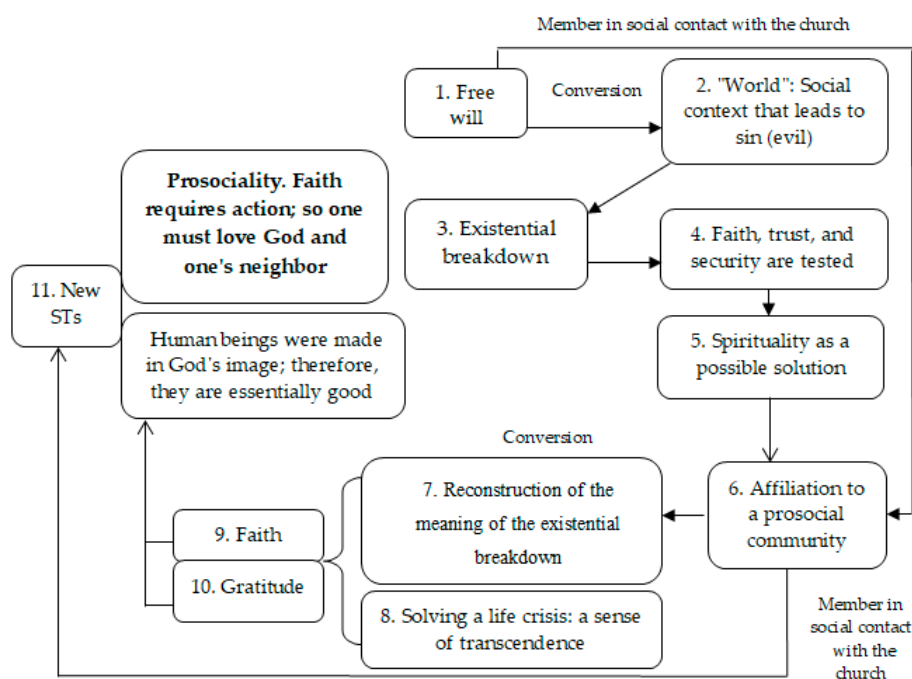 Member in social contact with the church
1. Free
will
Conversion
2. "World": Social
context that leads to
sin (evil)
Prosociality. Faith
requires action; so one
must love God and
one's neighbor
3. Existential
breakdown
4. Faith, trust, and
security are tested
11. New
STs
Human beings were made
in God's image; therefore,
they are essentially good
5. Spirituality as a
possible solution
Conversion
7. Reconstruction of the
meaning of the existential
breakdown
6. Affiliation to
a prosocial
community
9. Faith
10. Gratitude
8. Solving a life crisis: a sense
of transcendence
Member in
social contact
with the
church